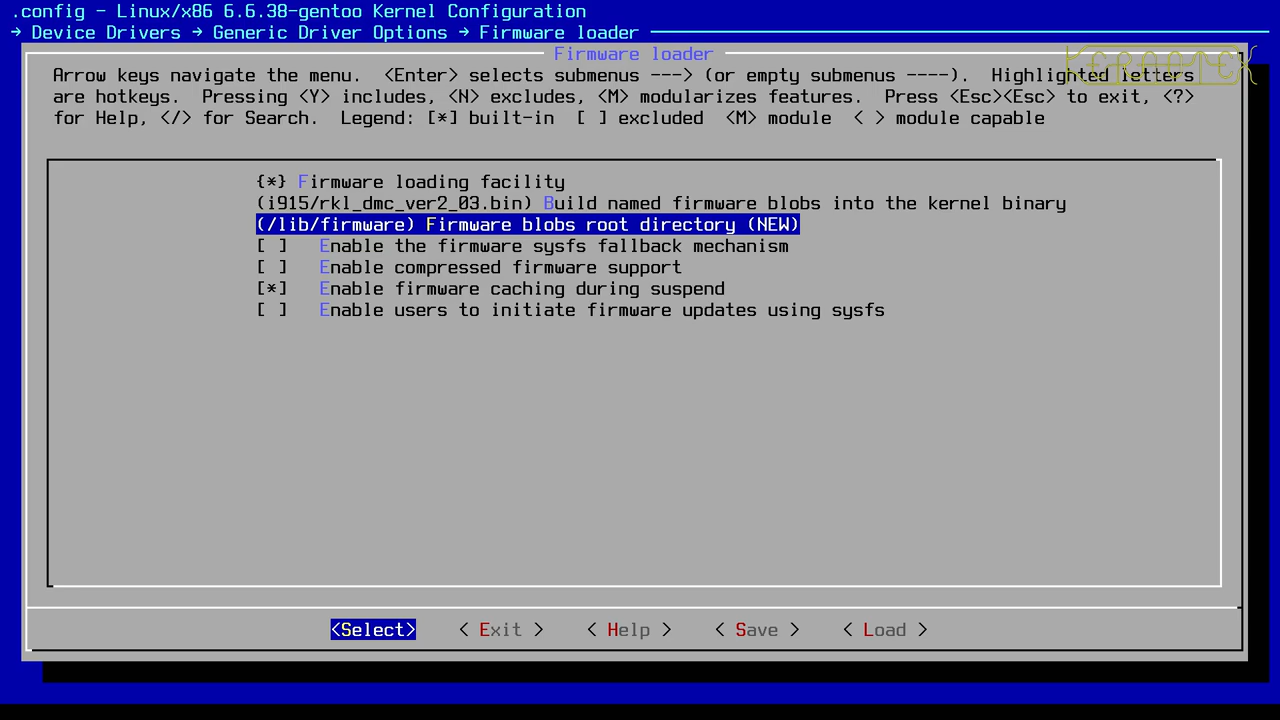 .config - Linux/x86 6.6.38-gentoo Kernel Configuration
→ Device Drivers → Generic Driver Options → Firmware loader
Firmware loader
KERAOTEX
Arrow keys navigate the menu.  <Enter> selects submenus ---> (or empty submenus ----).  Highlighted letters
are hotkeys.  Pressing <Y> includes, <N> excludes, <M> modularizes features.  Press <Esc><Esc> to exit, <?>
for Help, </> for Search.  Legend: [*] built-in  [ ] excluded  <M> module  < > module capable
{*} Firmware loading facility
(i915/rkl_dmc_ver2_03.bin) Build named firmware blobs into the kernel binary
(/lib/firmware) Firmware blobs root directory (NEW)
[ ]   Enable the firmware sysfs fallback mechanism
[ ]   Enable compressed firmware support
[*]   Enable firmware caching during suspend
[ ]   Enable users to initiate firmware updates using sysfs
<Select>    < Exit >    < Help >    < Save >    < Load >